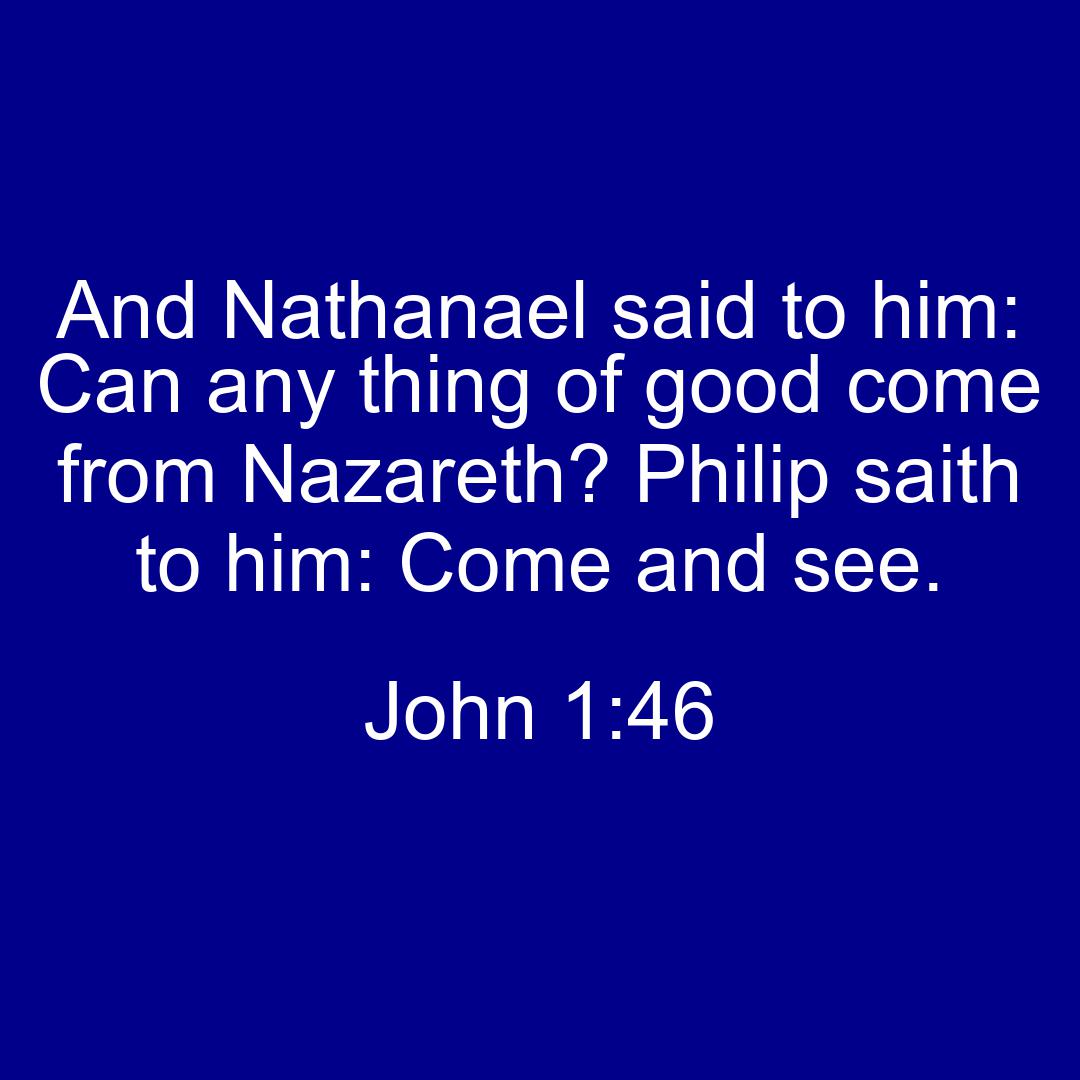 And Nathanael said to him:
Can any thing of good come
from Nazareth? Philip saith
to him: Come and see.
John 1:46